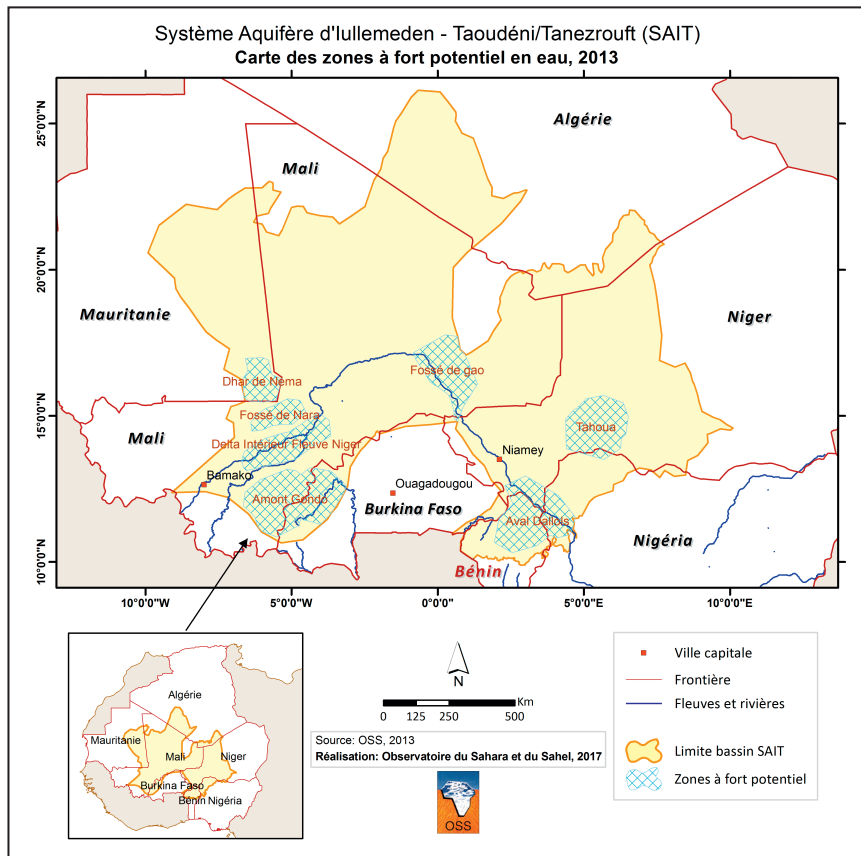 Système Aquifère d'Iullemeden - Taoudéni/Tanezrouft (SAIT)
Carte des zones à fort potentiel en eau, 2013
25°0'0"N
20°0'0"N
15°0'0"N
10°0'0"N
Algérie
Mali
Mauritanie
Niger
Dhar de Néma
Fossé de gao
Fossé de Nara
Tahoua
Mali
Delta Intérieur Fleuve Niger
Niamey
Bamako
Ouagadougou
Amont Gondo
Burkina Faso
Aval Dallols
Nigéria
Bénin
10°0'0"W
5°0'0"W
0°0'0"
5°0'0"E
10°0'0"E
Algérie
Mauritanie
Mali
Niger
Burkina Faso
Bénin
Nigéria
N
Km
0 125 250 500
Source: OSS, 2013
Réalisation: Observatoire du Sahara et du Sahel, 2017
OSS
Ville capitale
Frontière
Fleuves et rivières
Limite bassin SAIT
Zones à fort potentiel